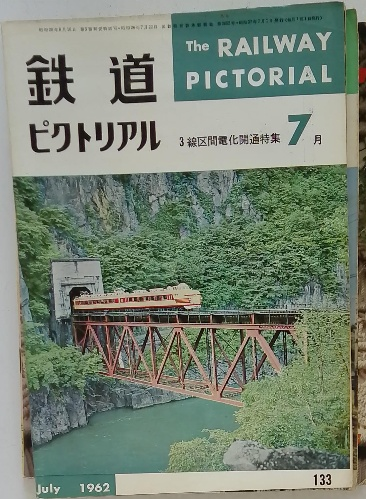 The RAILWAY
PICTORIAL
鉄道
ピクトリアル
3線区間電化開通特集 7月
July 1962
133